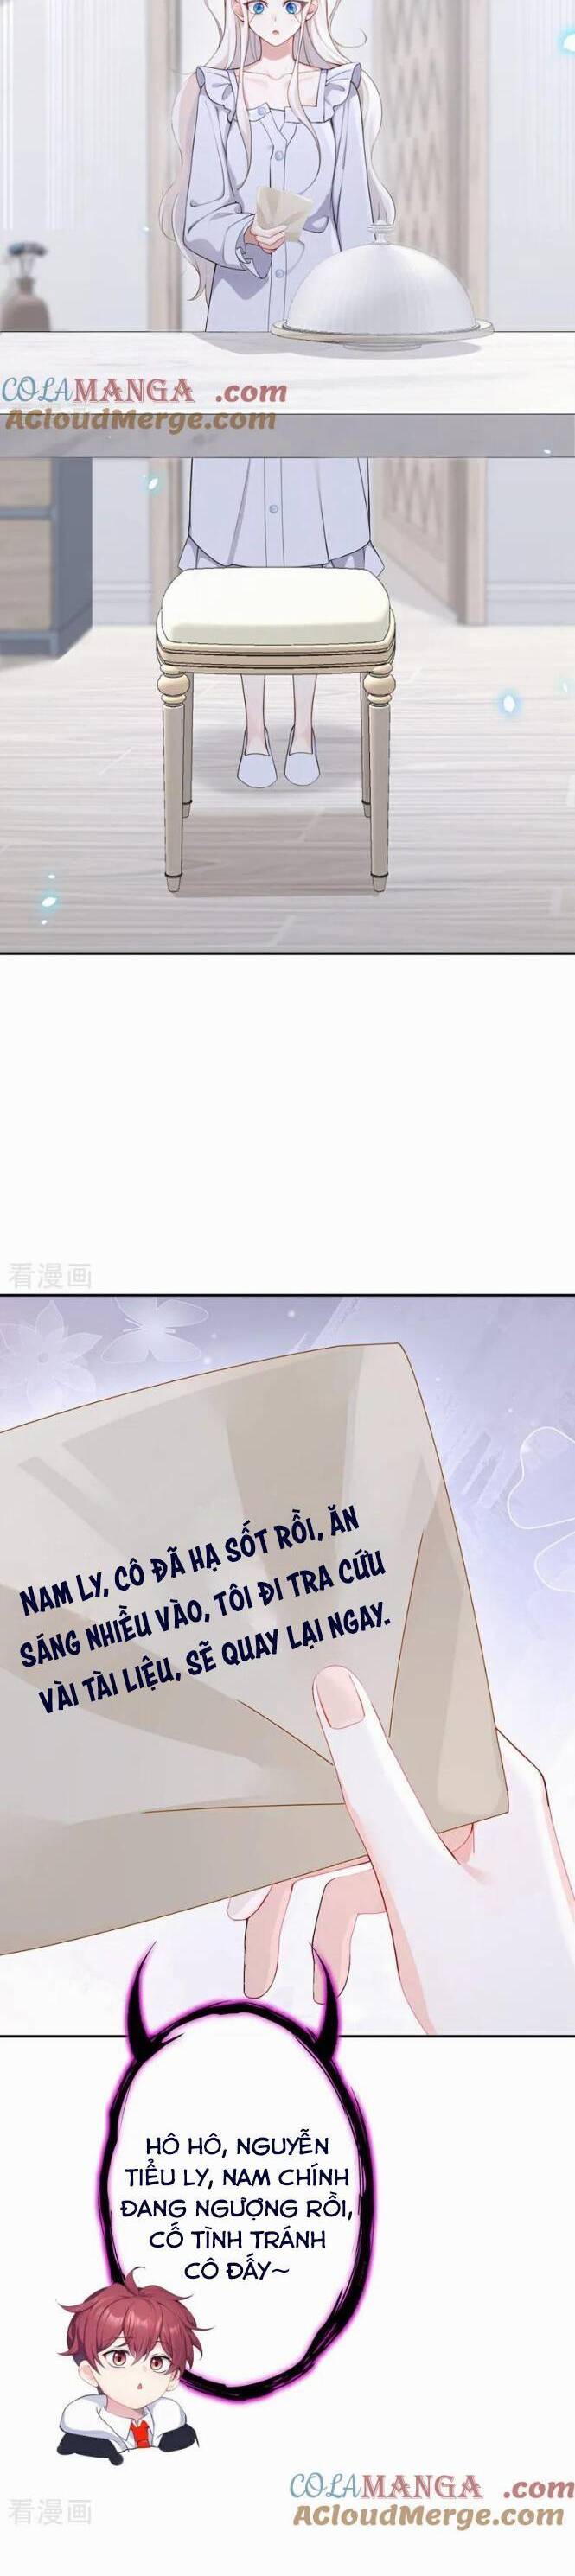 COLAMANGA.com
ACloudMerge.com
看漫画
NAM LY, CÔ ĐÃ HẠ SỐT RỒI, ĂN
SÁNG NHIỀU VÀO, TÔI ĐI TRA CỨU
VÀI TÀI LIỆU, SẼ QUAY LẠI NGAY.
HÔ HÔ, NGUYỄN
TIỂU LY, NAM CHÍNH
ĐANG NGƯỢNG RỒI,
CỐ TÌNH TRÁNH
CÔ ĐẤY~
COLAMANGA.com
看漫画
ACloudMerge.com